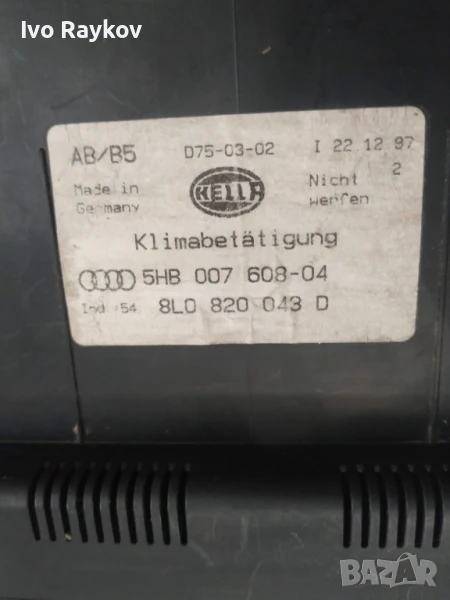 Ivo Raykov
AB/B5 D75-03-02 I 22.12.97
Made in Germany
HELLA
Nicht werfen
2
Klimabetätigung
5HB 007 608-04
Ind :54 8L0 820 043 D
BAZAR